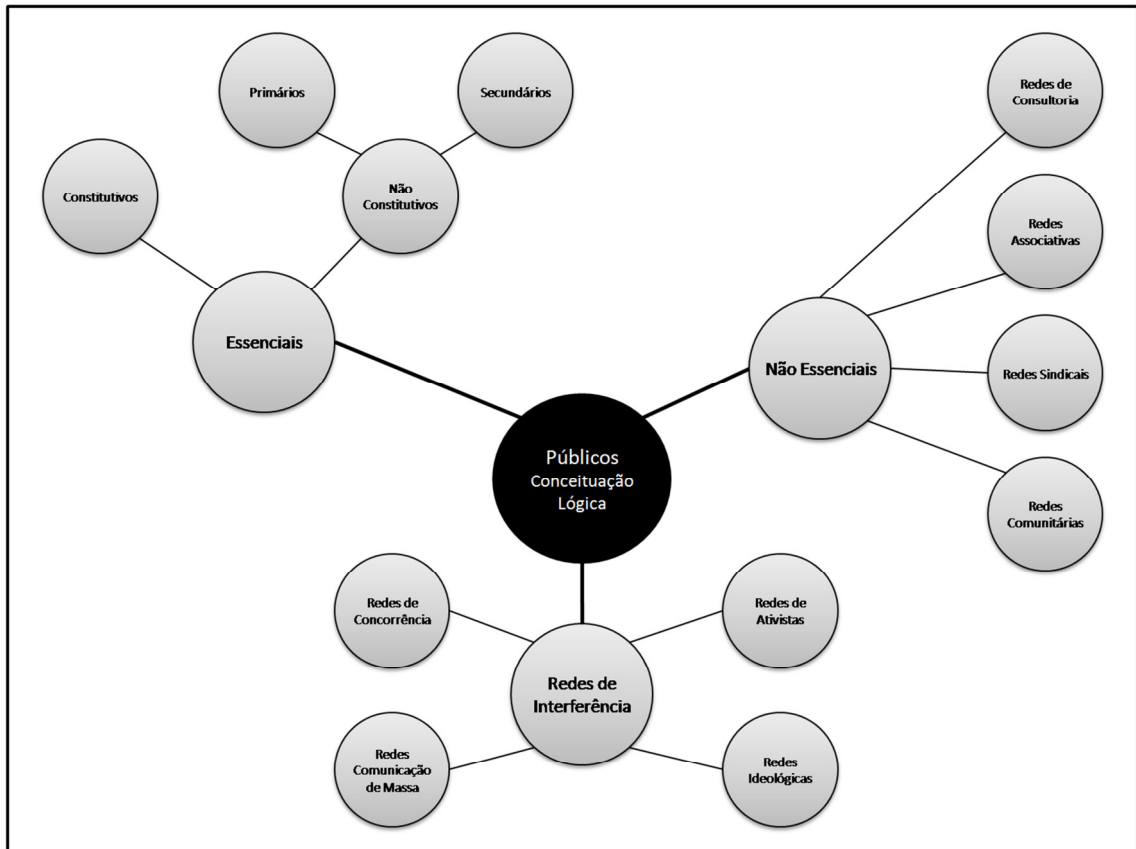 Primários
Secundários
Redes de
Consultoria
Constitutivos
Não
Constitutivos
Redes
Associativas
Essenciais
Não Essenciais
Redes Sindicais
Públicos
Conceituação
Lógica
Redes
Comunitárias
Redes de
Concorrência
Redes de
Ativistas
Redes de
Interferência
Redes
Comunicação
de Massa
Redes
Ideológicas